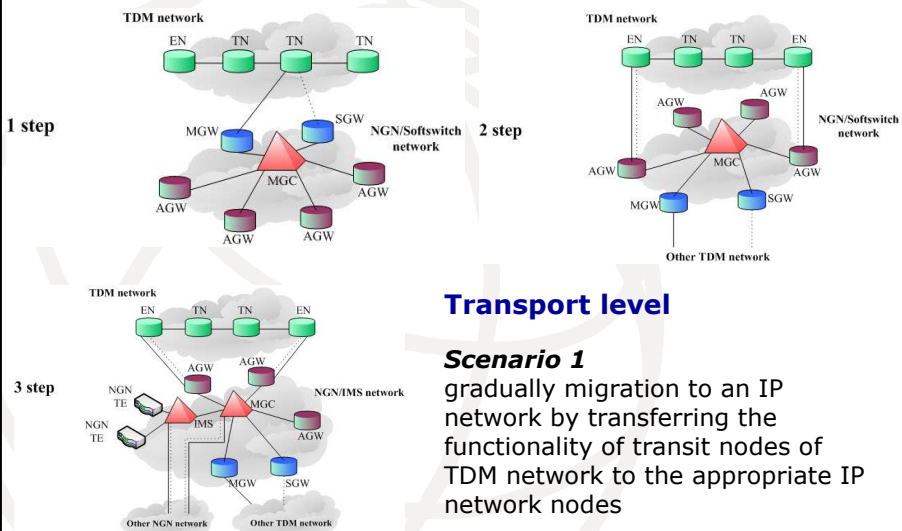 TDM network
EN TN TN TN
1 step
MGW
SGW
NGN/Softswitch
network
MGC
AGW
AGW
AGW
AGW
TDM network
EN TN TN EN
2 step
AGW
AGW
NGN/Softswitch
network
MGC
AGW
AGW
MGW
SGW
Other TDM network
TDM network
EN TN TN EN
3 step
AGW
AGW
NGN/IMS network
NGN
TE
MGC
IMS
NGN
TE
AGW
MGW
SGW
Other NGN network
Other TDM network
Transport level
Scenario 1
gradually migration to an IP
network by transferring the
functionality of transit nodes of
TDM network to the appropriate IP
network nodes